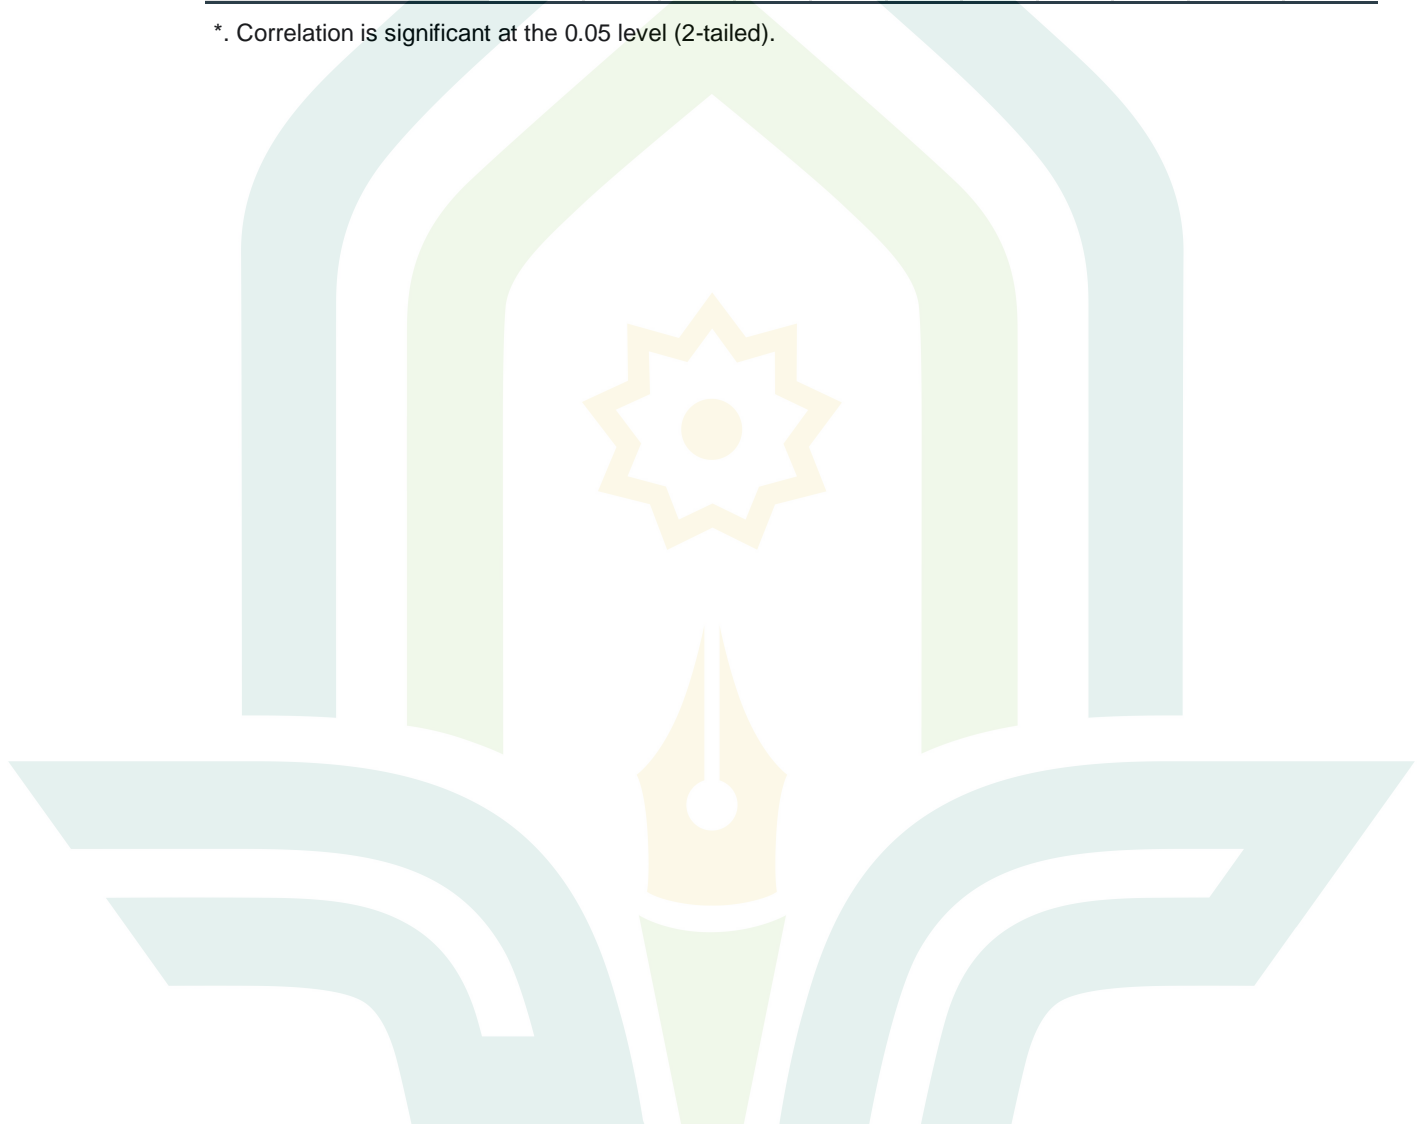 *. Correlation is significant at the 0.05 level (2-tailed).